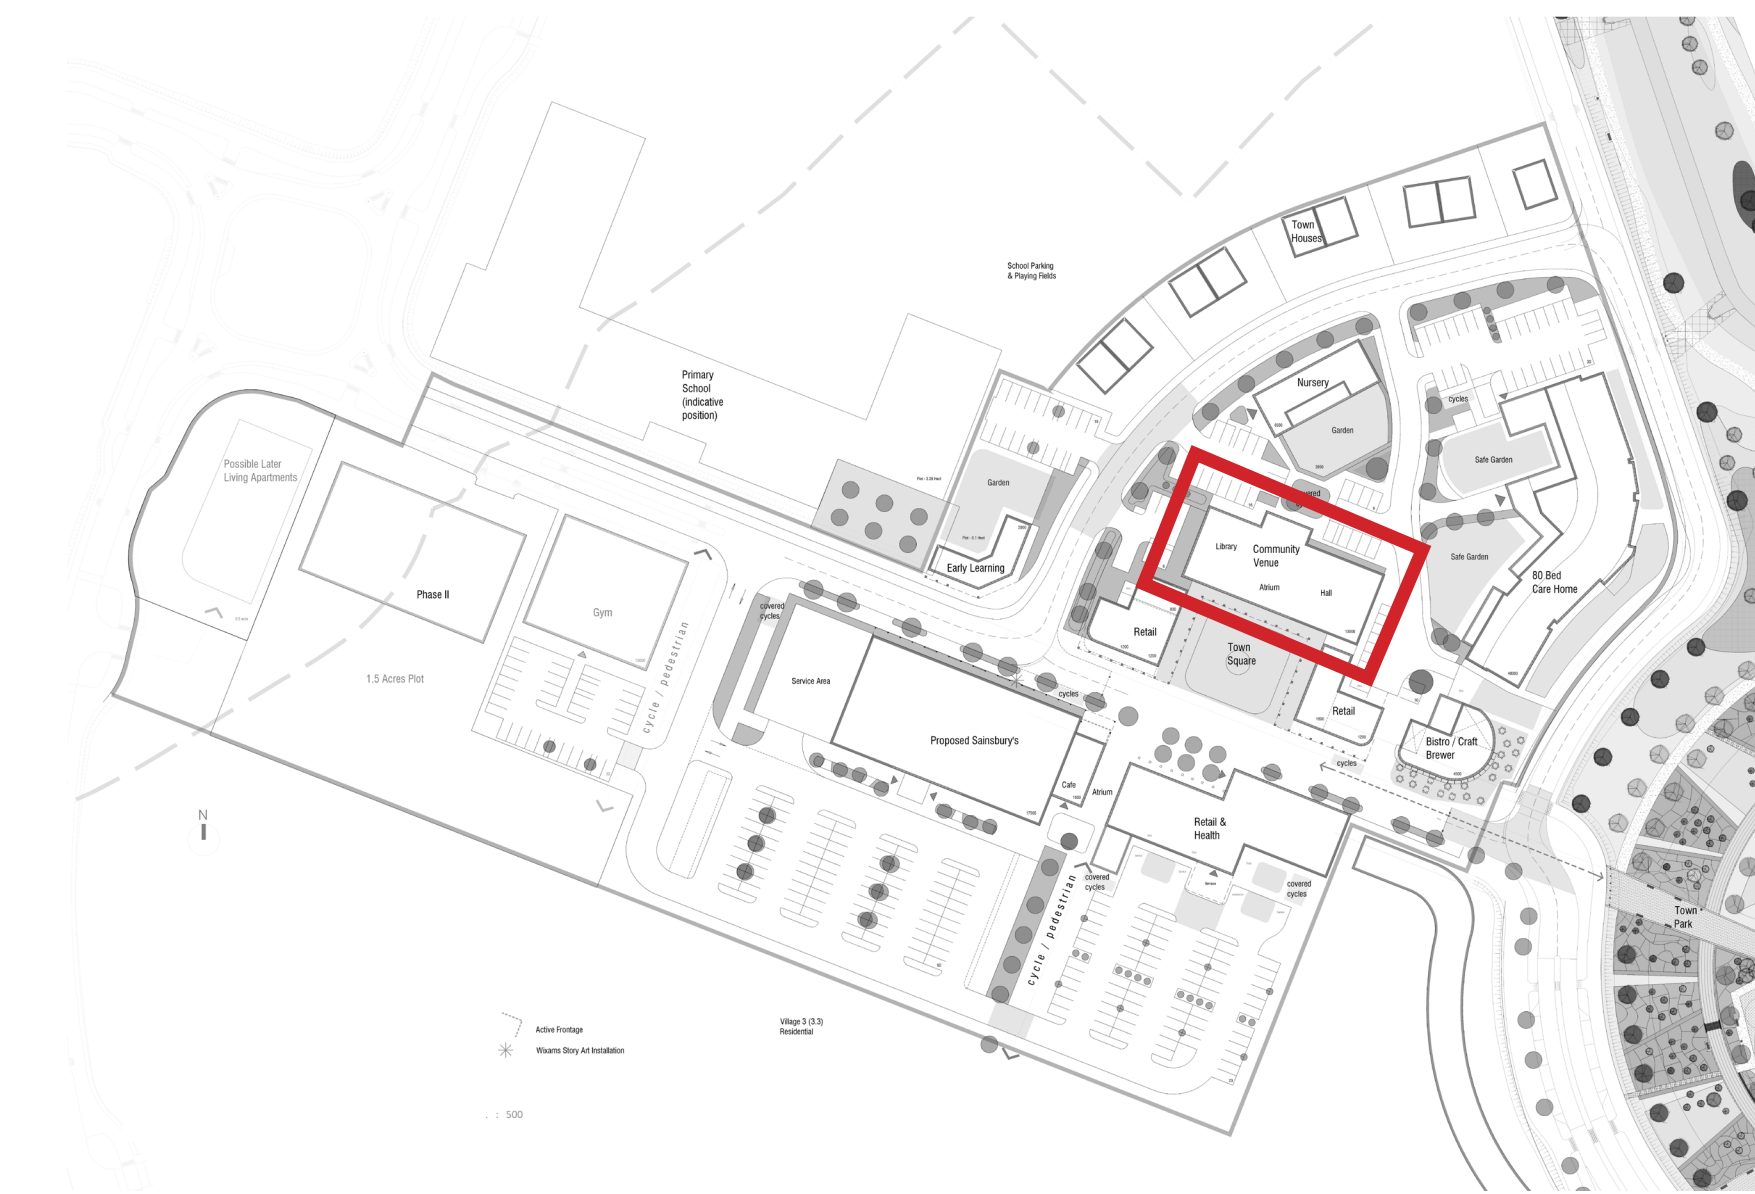 Town
Houses
School Parking
& Playing Fields
Primary
School
(indicative
position)
Nursery
Garden
cycles
Safe Garden
Possible Later
Living Apartments
Garden
Library
Community
Venue
Atrium
Hall
Safe Garden
80 Bed
Care Home
Early Learning
Phase II
Gym
covered
cycles
Retail
Town
Square
cycle / pedestrian
1.5 Acres Plot
Service Area
cycles
Retail
Proposed Sainsbury's
Bistro / Craft
Brewer
cycles
Cafe
Atrium
Retail &
Health
N
covered
cycles
covered
cycles
cycle / pedestrian
Town
Park
Village 3 (3.3)
Residential
Active Frontage
Wixams Story Art Installation
: 500